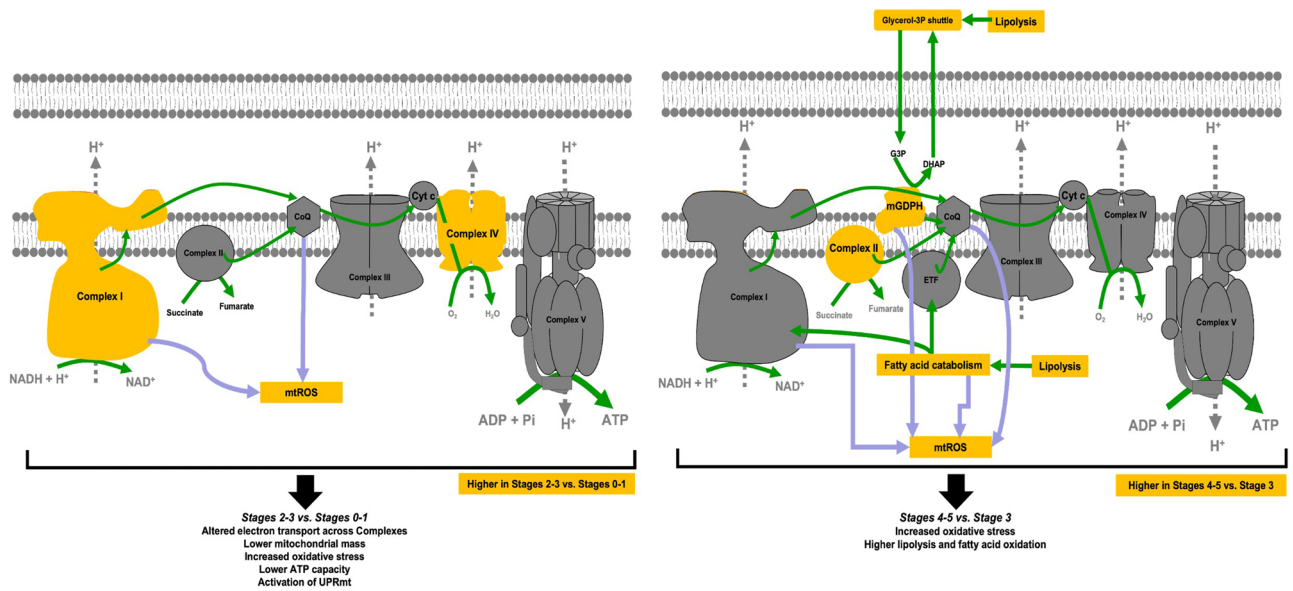 H⁺
H⁺
H⁺
Cyt c
CoQ
Complex IV
Complex II
Complex III
Complex I
Succinate
Fumarate
O₂
H₂O
Complex V
NADH + H⁺
NAD⁺
mtROS
ADP + Pi
H⁺
ATP
Higher in Stages 2-3 vs. Stages 0-1
Stages 2-3 vs. Stages 0-1
Altered electron transport across Complexes
Lower mitochondrial mass
Increased oxidative stress
Lower ATP capacity
Activation of UPRmt
Glycerol-3P shuttle
Lipolysis
H⁺
H⁺
H⁺
H⁺
G3P
DHAP
Cyt c
mGDPH
CoQ
Complex IV
Complex II
Complex III
ETF
Complex I
Succinate
Fumarate
O₂
H₂O
Complex V
Fatty acid catabolism
Lipolysis
NADH + H⁺
NAD⁺
ADP + Pi
ATP
H⁺
mtROS
Higher in Stages 4-5 vs. Stage 3
Stages 4-5 vs. Stage 3
Increased oxidative stress
Higher lipolysis and fatty acid oxidation
H⁺